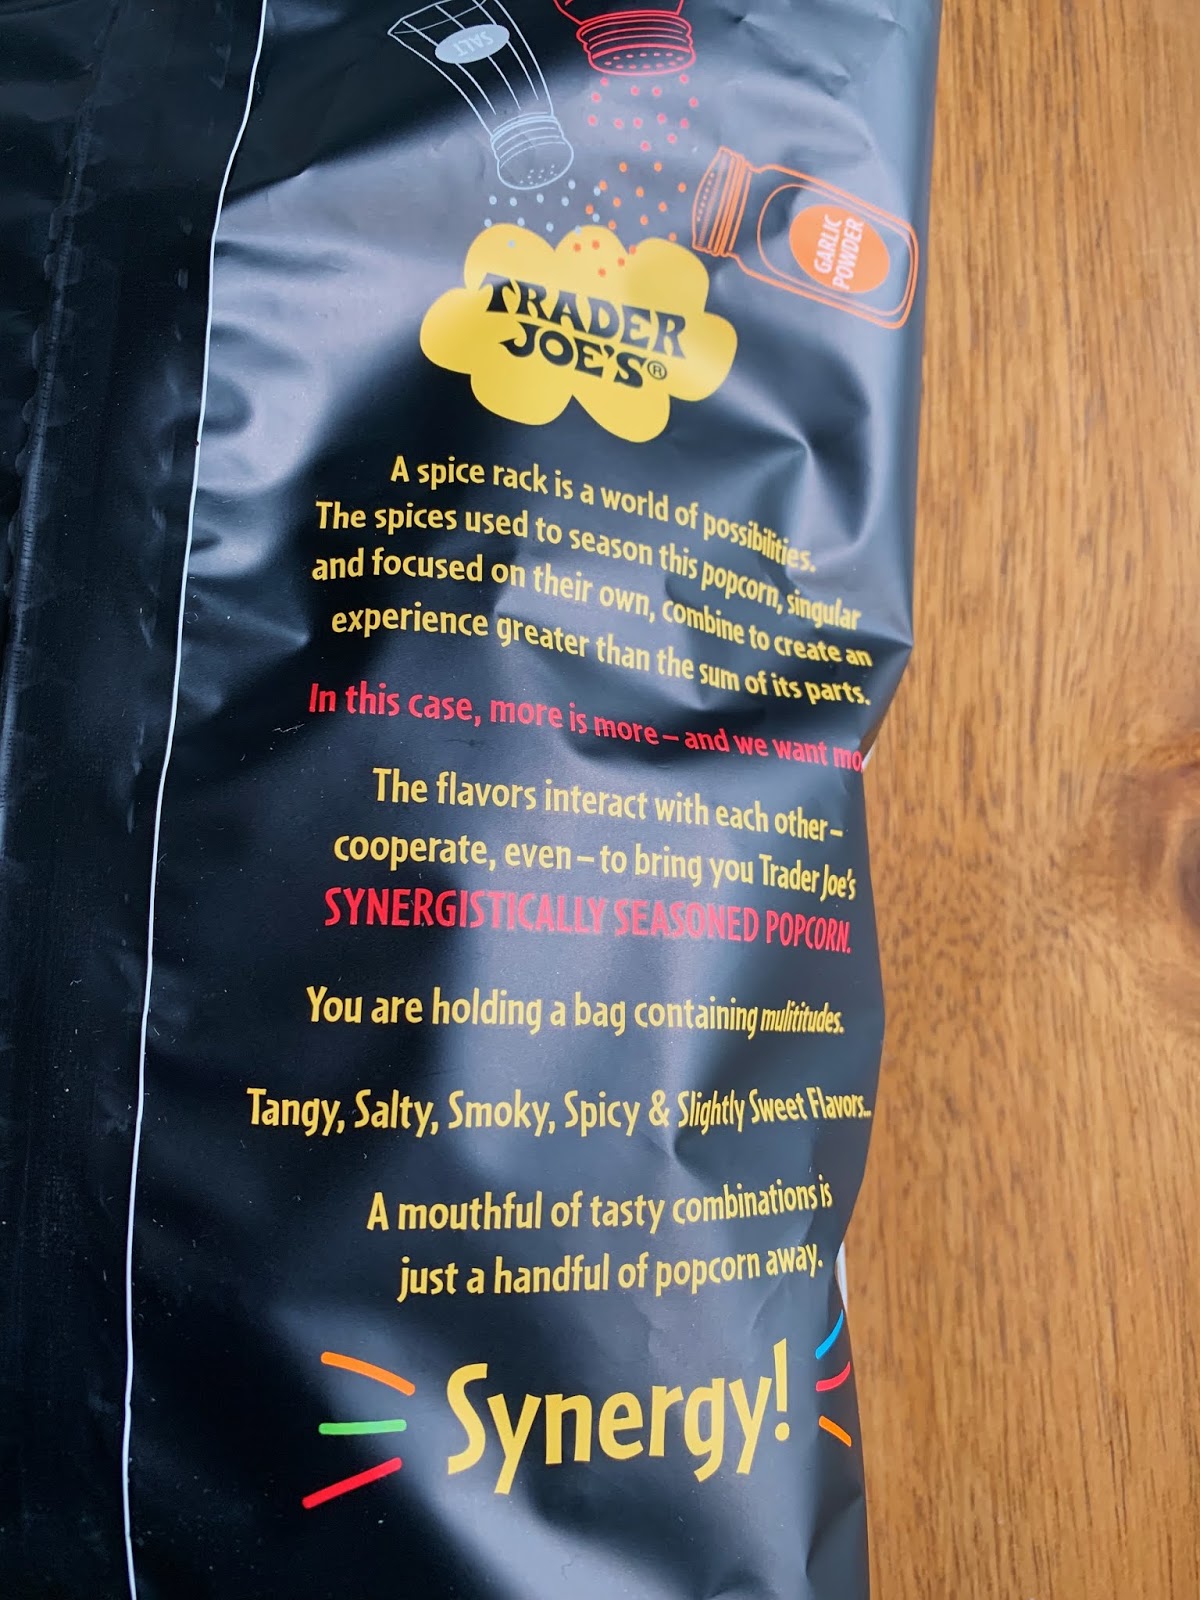 SALT
GARLIC
POWDER
TRADER
JOE'S®
A spice rack is a world of possibilities.
The spices used to season this popcorn, singular
and focused on their own, combine to create an
experience greater than the sum of its parts.
In this case, more is more – and we want
The flavors interact with each other –
cooperate, even – to bring you Trader Joe's
SYNERGISTICALLY SEASONED POPCORN.
You are holding a bag containing mulititudes.
Tangy, Salty, Smoky, Spicy & Slightly Sweet Flavors...
A mouthful of tasty combinations is
just a handful of popcorn away.
Synergy!